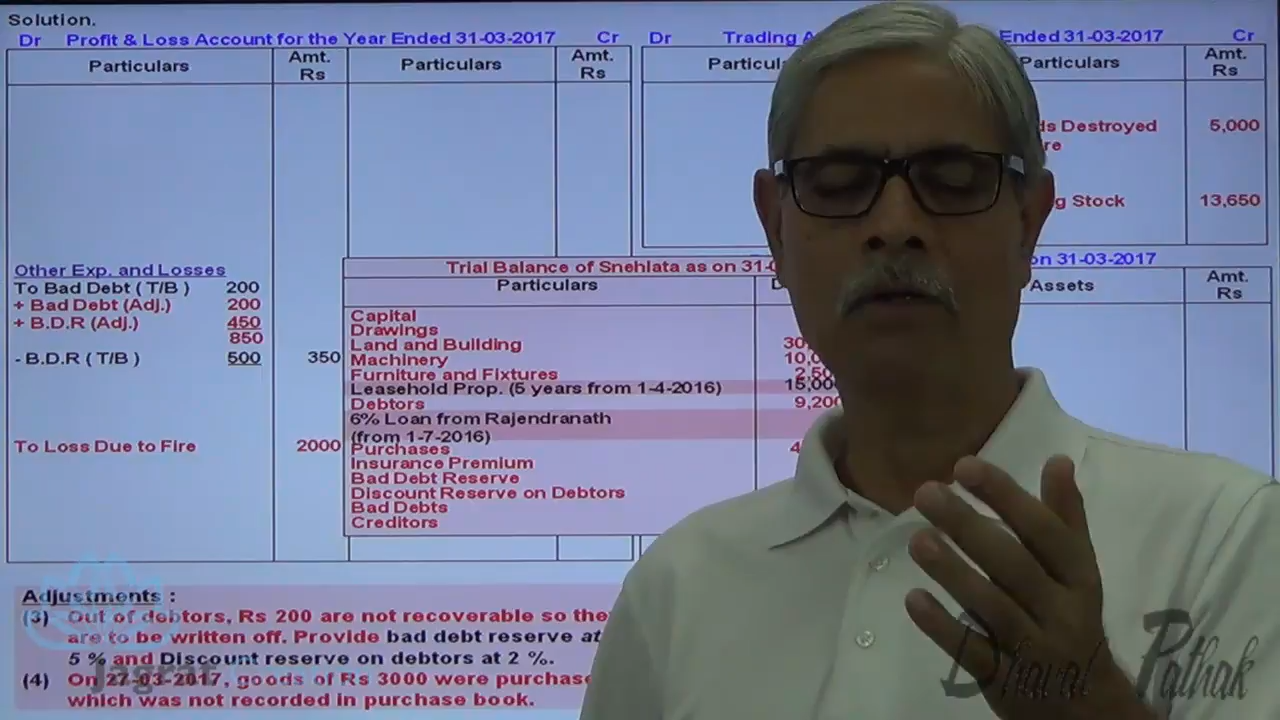 Solution.
Dr Profit & Loss Account for the Year Ended 31-03-2017 Cr
Particulars Amt. Rs Particulars Amt. Rs
Other Exp. and Losses
To Bad Debt ( T/B ) 200
+ Bad Debt (Adj.) 200
+ B.D.R (Adj.) 450
850
- B.D.R ( T/B ) 500 350
To Loss Due to Fire 2000
Dr Trading Ended 31-03-2017 Cr
Particulars Amt. Rs
Destroyed 5,000
Stock 13,650
Trial Balance of Snehlata as on
Particulars
Capital
Drawings
Land and Building
Machinery
Furniture and Fixtures
Leasehold Prop. (5 years from 1-4-2016) 15,000
Debtors 9,200
6% Loan from Rajendranath
(from 1-7-2016)
Purchases
Insurance Premium
Bad Debt Reserve
Discount Reserve on Debtors
Bad Debts
Creditors
on 31-03-2017
Assets Amt. Rs
Adjustments :
(3) Out of debtors, Rs 200 are not recoverable so
are to be written off. Provide bad debt reserve at
5 % and Discount reserve on debtors at 2 %.
(4) On 27-03-2017, goods of Rs 3000 were
which was not recorded in purchase book.
Dhaval Pathak